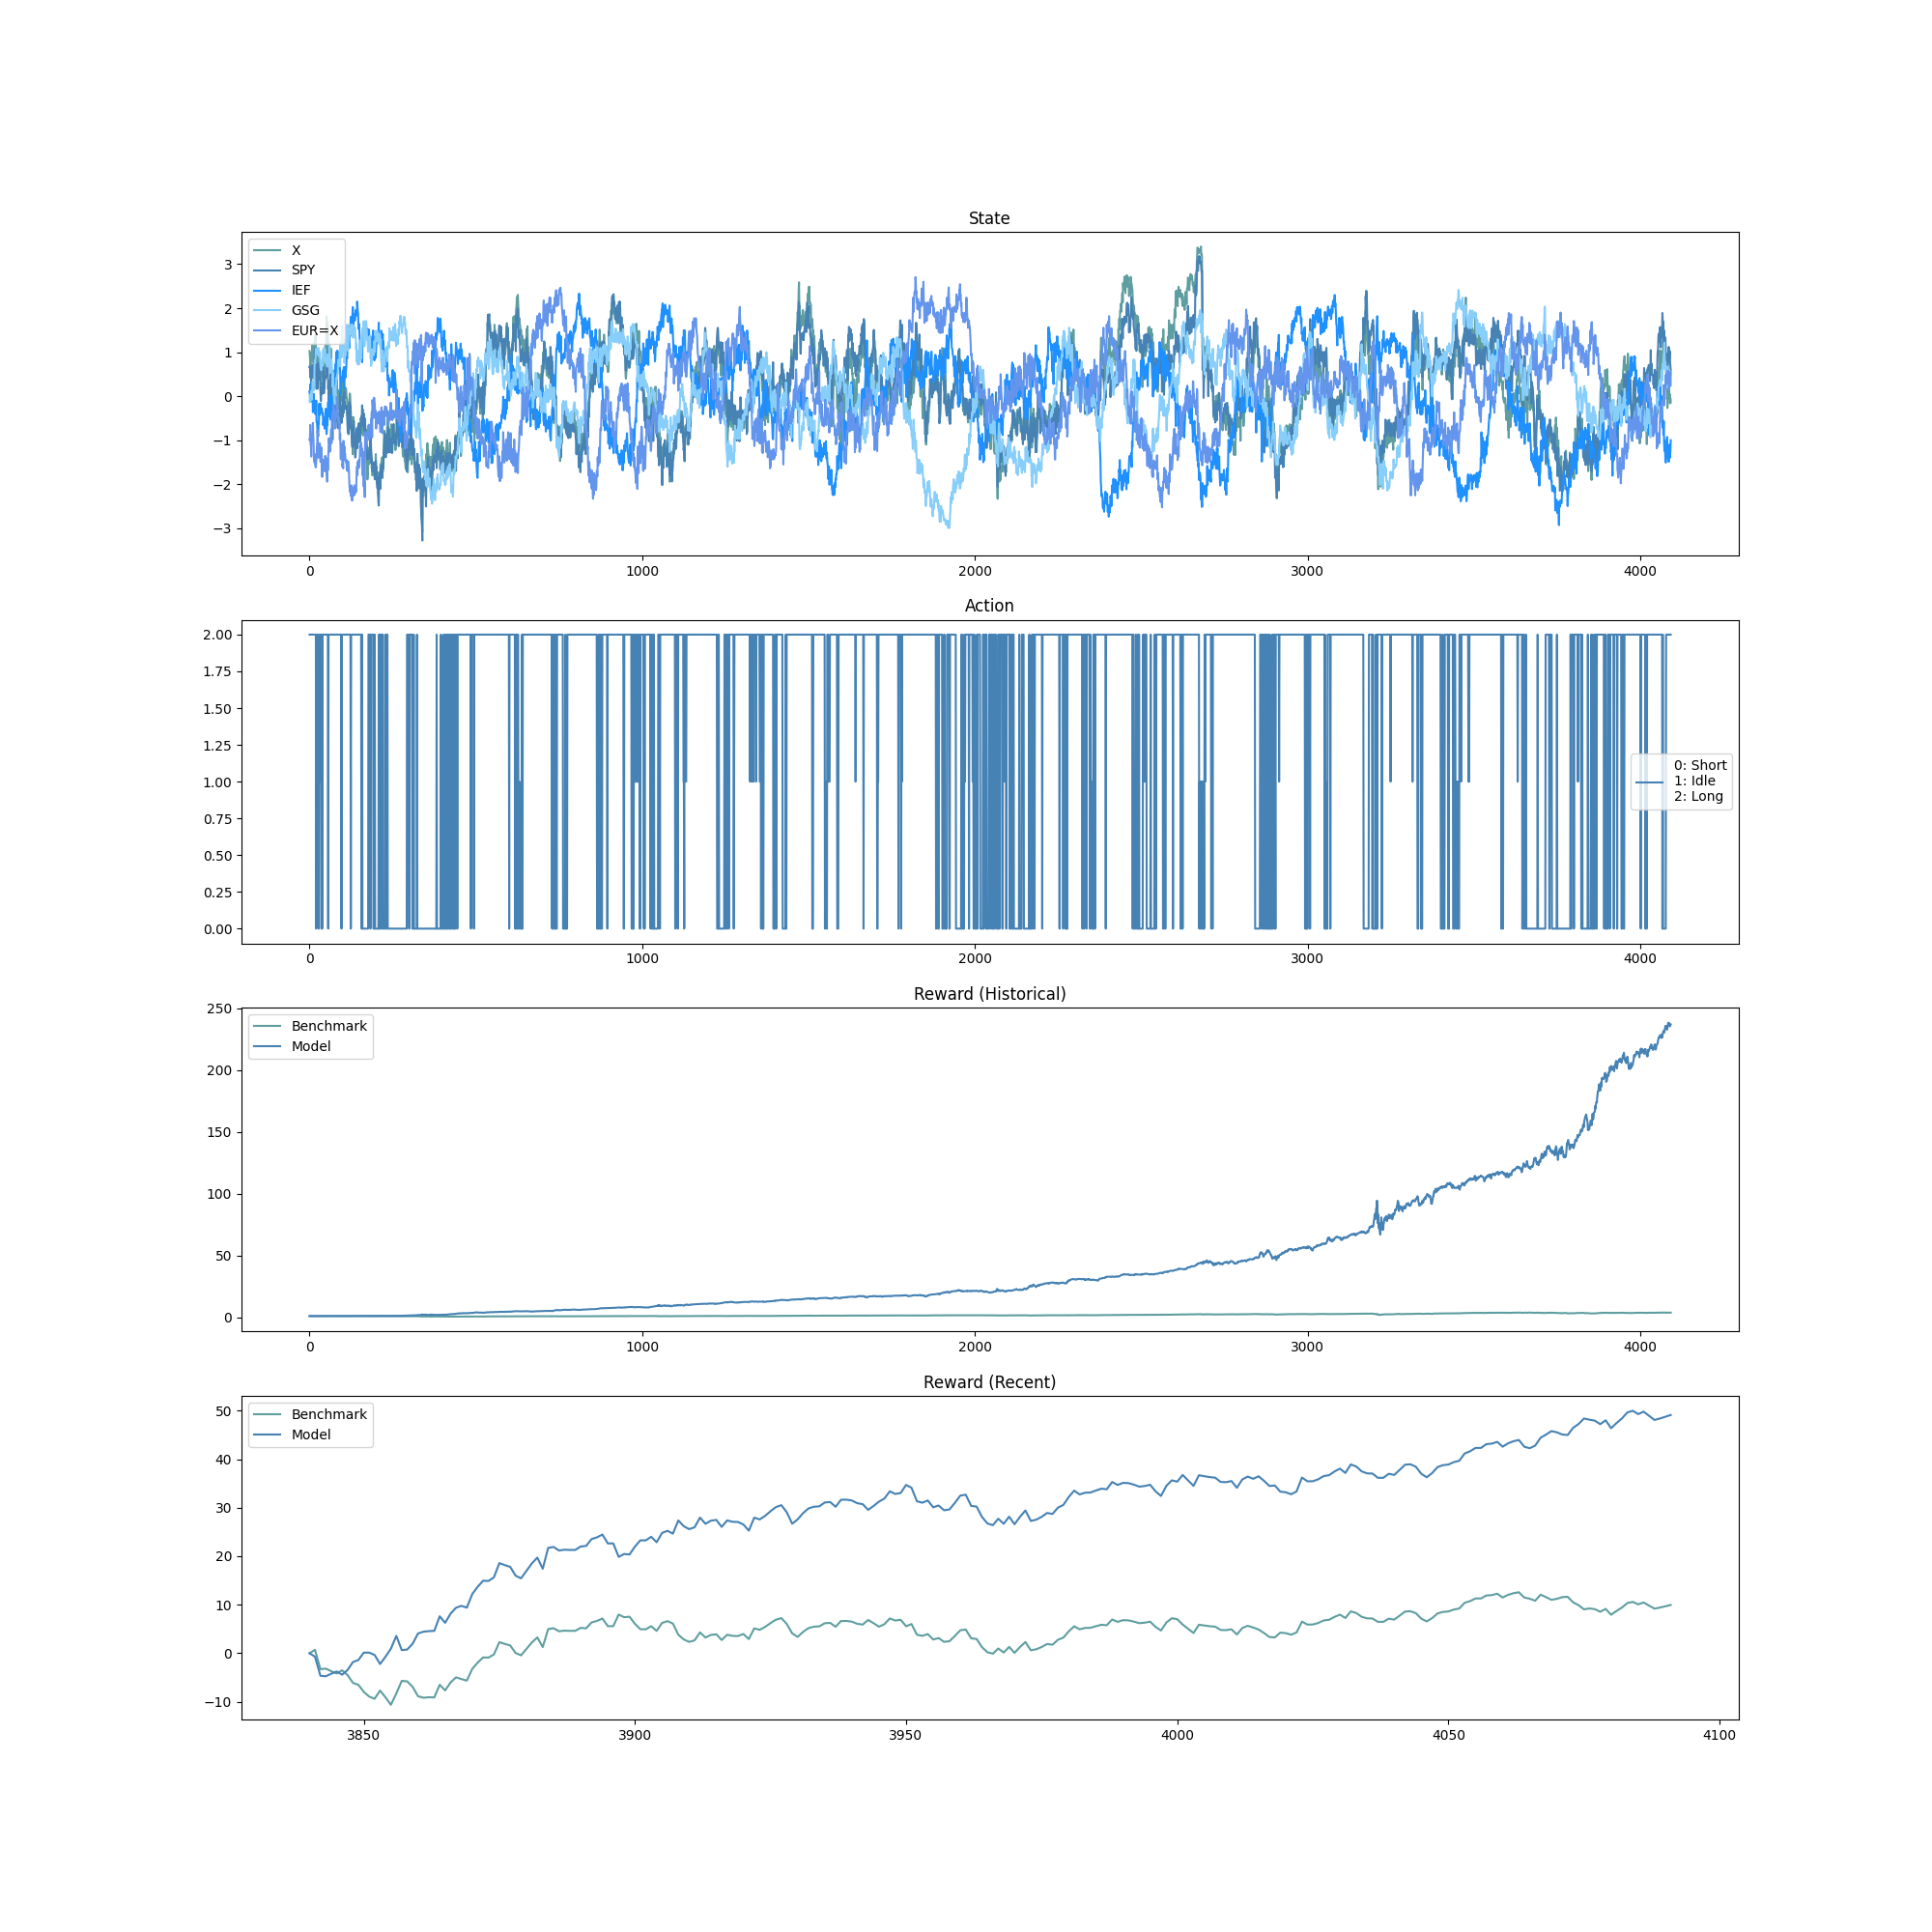 State
X
SPY
IEF
GSG
EUR=X
3
2
1
0
−1
−2
−3
0 1000 2000 3000 4000
Action
2.00
1.75
1.50
1.25
1.00
0.75
0.50
0.25
0.00
0: Short
1: Idle
2: Long
0 1000 2000 3000 4000
Reward (Historical)
Benchmark
Model
250
200
150
100
50
0
0 1000 2000 3000 4000
Reward (Recent)
Benchmark
Model
50
40
30
20
10
0
−10
3850 3900 3950 4000 4050 4100